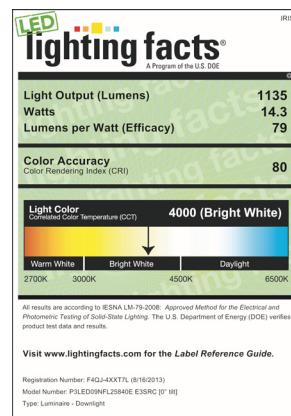 IRIS
LED
lighting facts®
A Program of the U.S. DOE
Light Output (Lumens) 1135
Watts 14.3
Lumens per Watt (Efficacy) 79
Color Accuracy 80
Color Rendering Index (CRI)
Light Color 4000 (Bright White)
Correlated Color Temperature (CCT)
Warm White Bright White Daylight
2700K 3000K 4500K 6500K
All results are according to IESNA LM-79-2008: Approved Method for the Electrical and
Photometric Testing of Solid-State Lighting. The U.S. Department of Energy (DOE) verifies
product test data and results.
Visit www.lightingfacts.com for the Label Reference Guide.
Registration Number: F4QJ-4XXT7L (8/16/2013)
Model Number: P3LED09NFL25840E E3SRC [0° tilt]
Type: Luminaire - Downlight